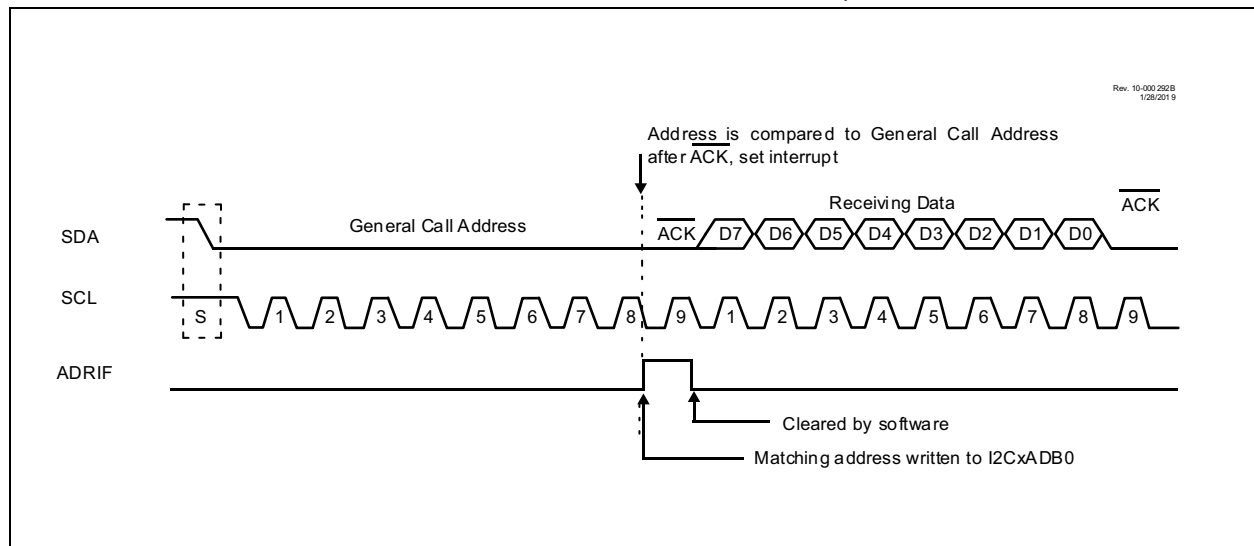 Rev. 10-000292B
1/28/2019
Address is compared to General Call Address
after ACK, set interrupt
Receiving Data
ACK
General Call Address
SDA
ACK D7 D6 D5 D4 D3 D2 D1 D0
SCL
S 1 2 3 4 5 6 7 8 9 1 2 3 4 5 6 7 8 9
ADRIF
Cleared by software
Matching address written to I2CxADB0